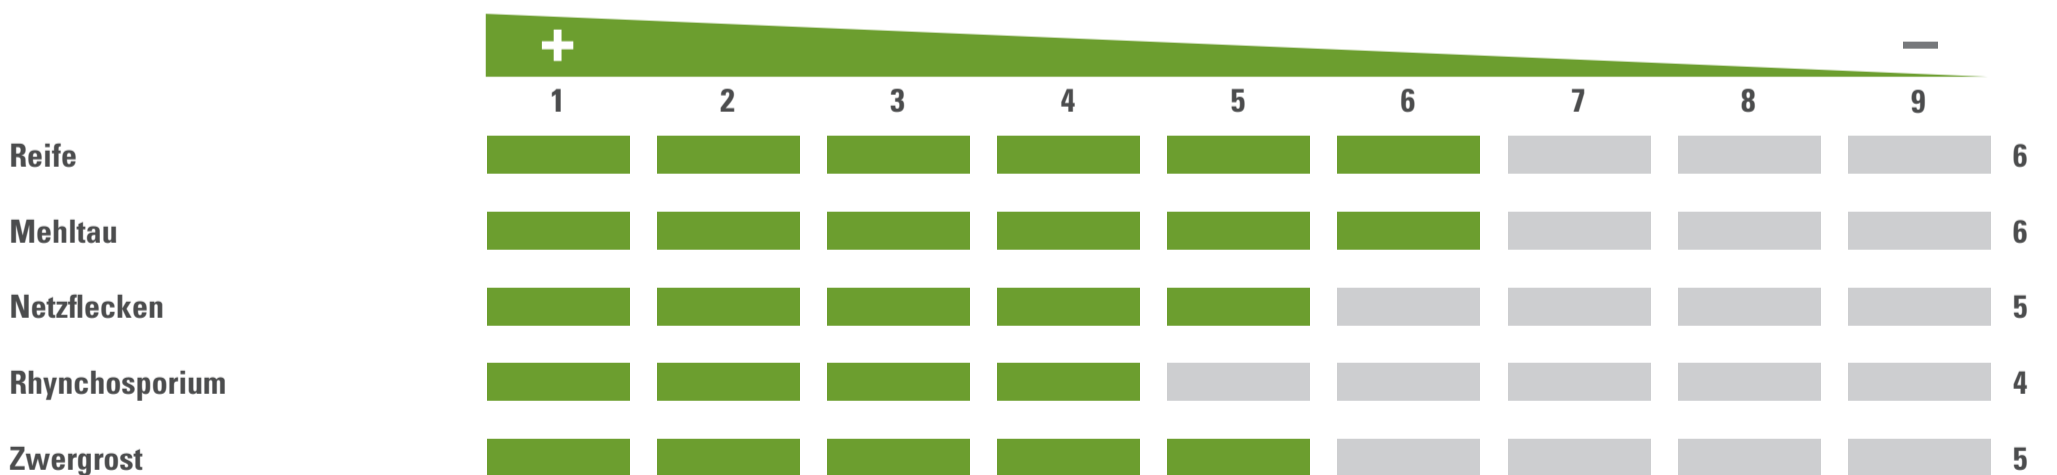 + −
1 2 3 4 5 6 7 8 9
Reife 6
Mehltau 6
Netzflecken 5
Rhynchosporium 4
Zwergrost 5